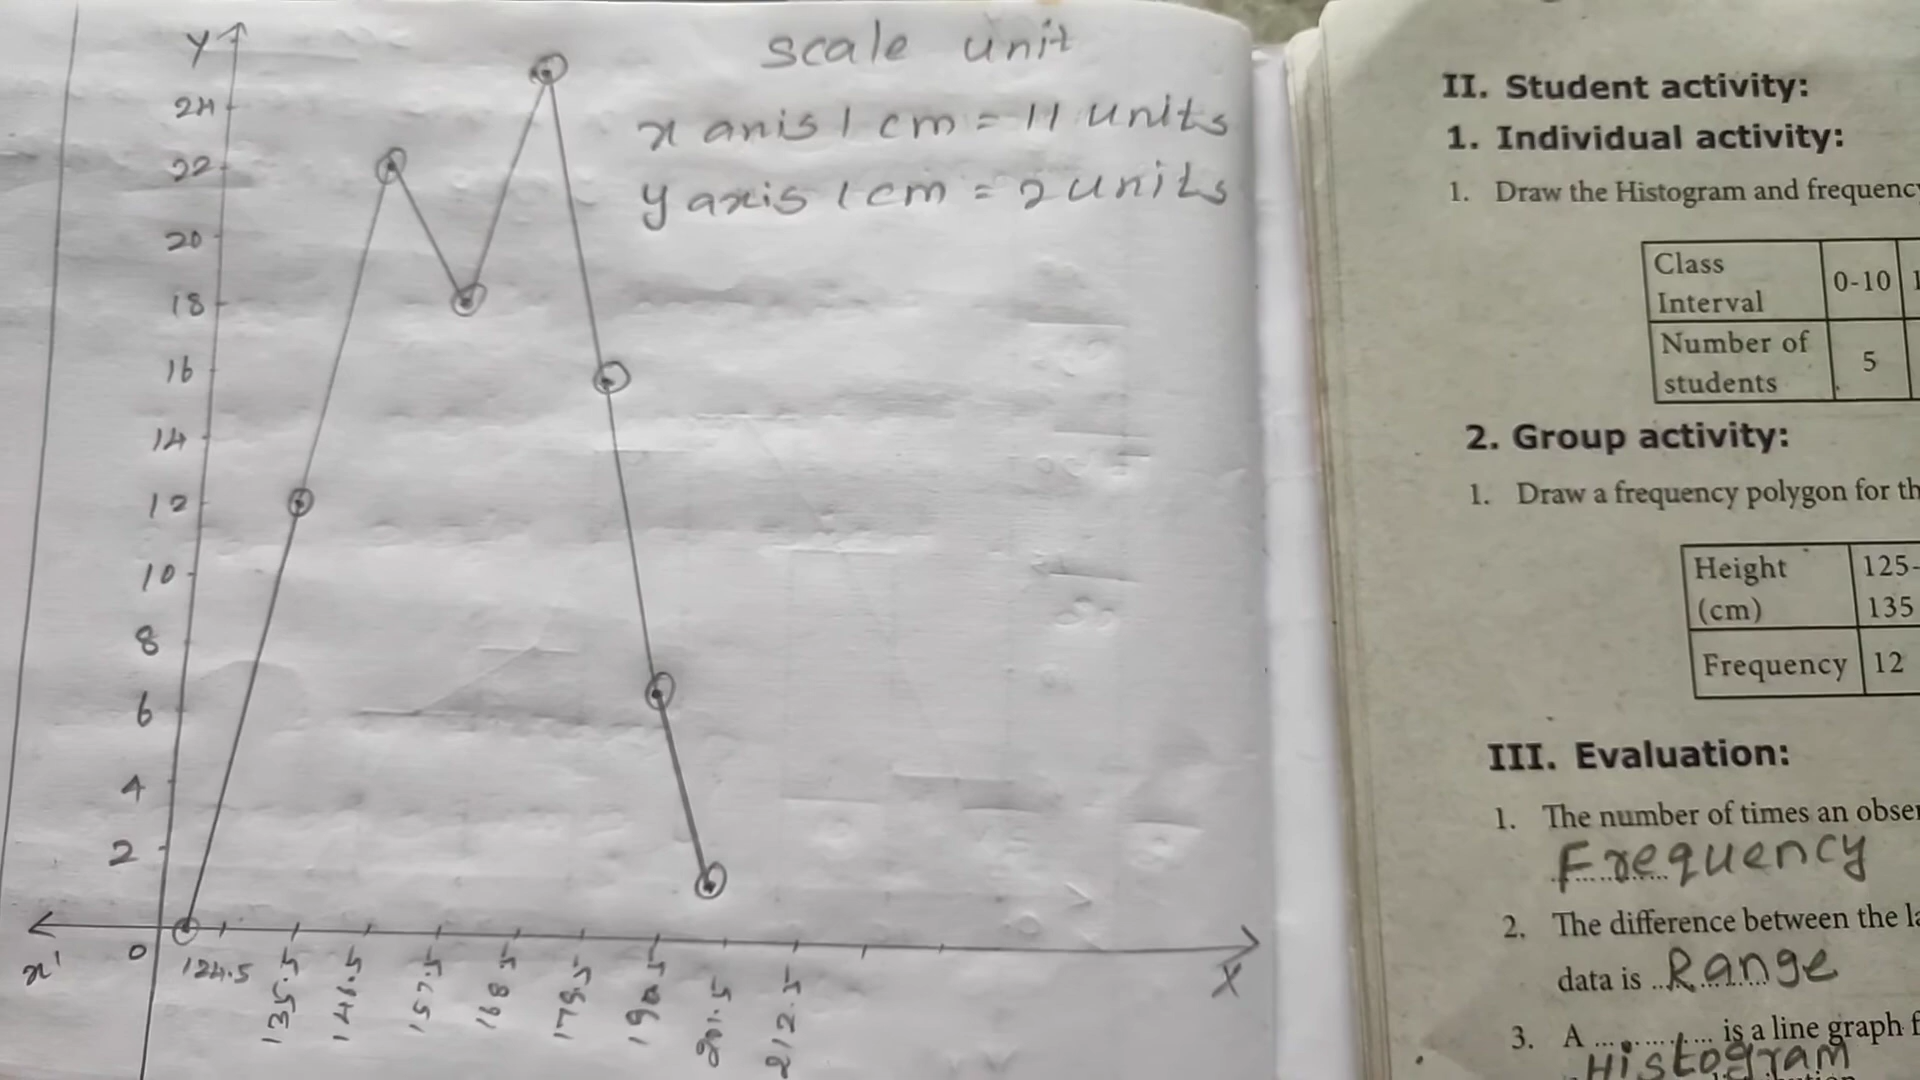 scale unit
x axis 1 cm = 11 units
y axis 1 cm = 2 units
Y
24
22
20
18
16
14
12
10
8
6
4
2
0
x'
X
124.5
135.5
146.5
157.5
168.5
179.5
190.5
201.5
212.5
II. Student activity:
1. Individual activity:
1. Draw the Histogram and frequency
Class
Interval
0-10
Number of
students
5
2. Group activity:
1. Draw a frequency polygon for th
Height
(cm)
125-
135
Frequency
12
III. Evaluation:
1. The number of times an obser
Frequency
2. The difference between the la
data is .. Range
3. A ............ is a line graph f
Histogram